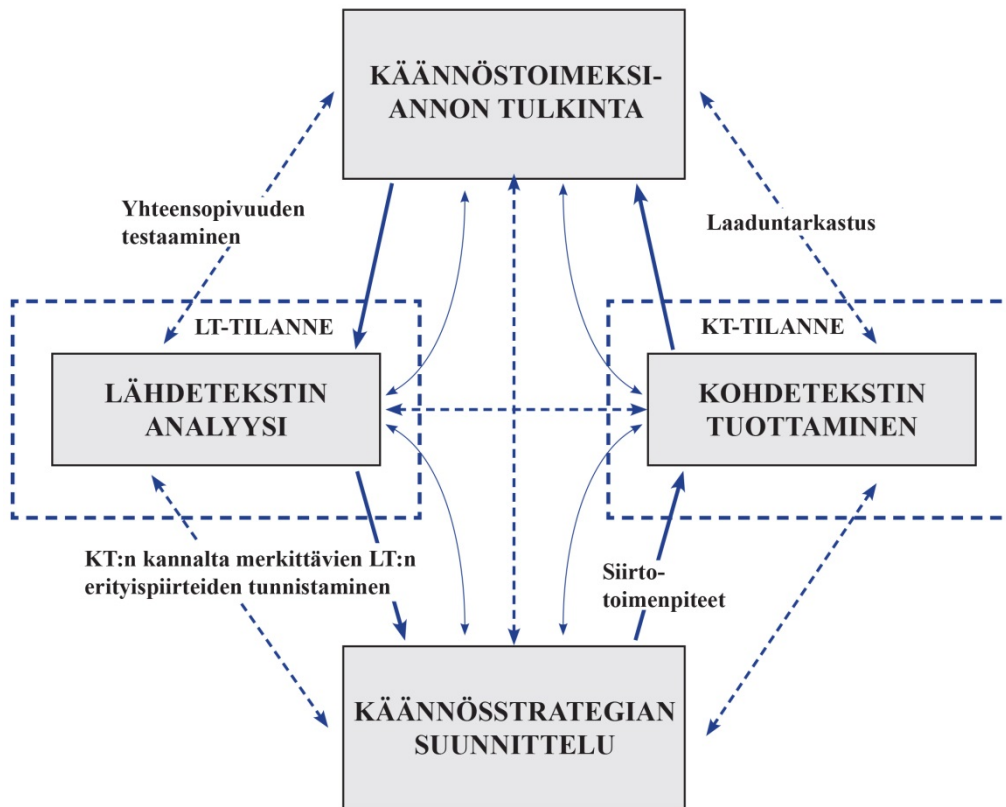 KÄÄNNÖSTOIMEKSI-
ANNON TULKINTA
Yhteensopivuuden
testaaminen
Laaduntarkastus
LT-TILANNE
KT-TILANNE
LÄHDETEKSTIN
ANALYYSI
KOHDETEKSTIN
TUOTTAMINEN
KT:n kannalta merkittävien LT:n
erityispiirteiden tunnistaminen
Siirto-
toimenpiteet
KÄÄNNÖSSTRATEGIAN
SUUNNITTELU